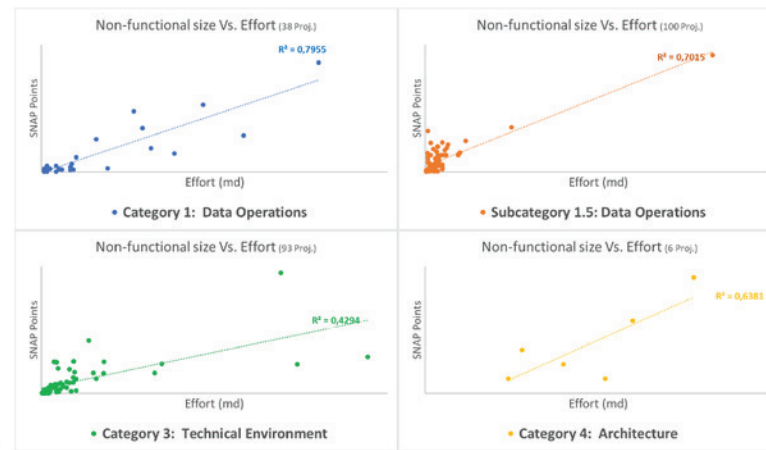 Non-functional size Vs. Effort (38 Proj.)
R² = 0,7955
SNAP Points
Effort (md)
Category 1: Data Operations
Non-functional size Vs. Effort (100 Proj.)
R² = 0,7015
SNAP Points
Effort (md)
Subcategory 1.5: Data Operations
Non-functional size Vs. Effort (93 Proj.)
R² = 0,4294
SNAP Points
Effort (md)
Category 3: Technical Environment
Non-functional size Vs. Effort (6 Proj.)
R² = 0,6381
SNAP Points
Effort (md)
Category 4: Architecture